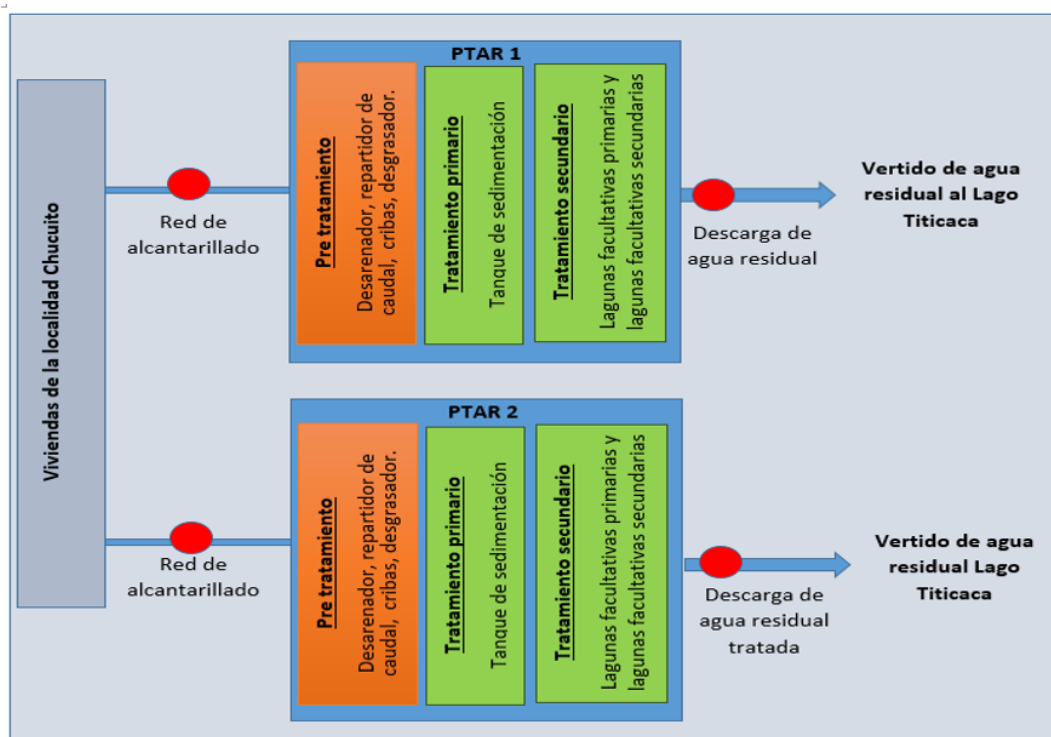 Viviendas de la localidad Chucuito
Red de
alcantarillado
PTAR 1
Pre tratamiento
Desarenador, repartidor de
caudal, cribas, desgrasador.
Tratamiento primario
Tanque de sedimentación
Tratamiento secundario
Lagunas facultativas primarias y
lagunas facultativas secundarias
Descarga de
agua residual
Vertido de agua
residual al Lago
Titicaca
Red de
alcantarillado
PTAR 2
Pre tratamiento
Desarenador, repartidor de
caudal, cribas, desgrasador.
Tratamiento primario
Tanque de sedimentación
Tratamiento secundario
Lagunas facultativas primarias y
lagunas facultativas secundarias
Descarga de
agua residual
tratada
Vertido de agua
residual Lago
Titicaca